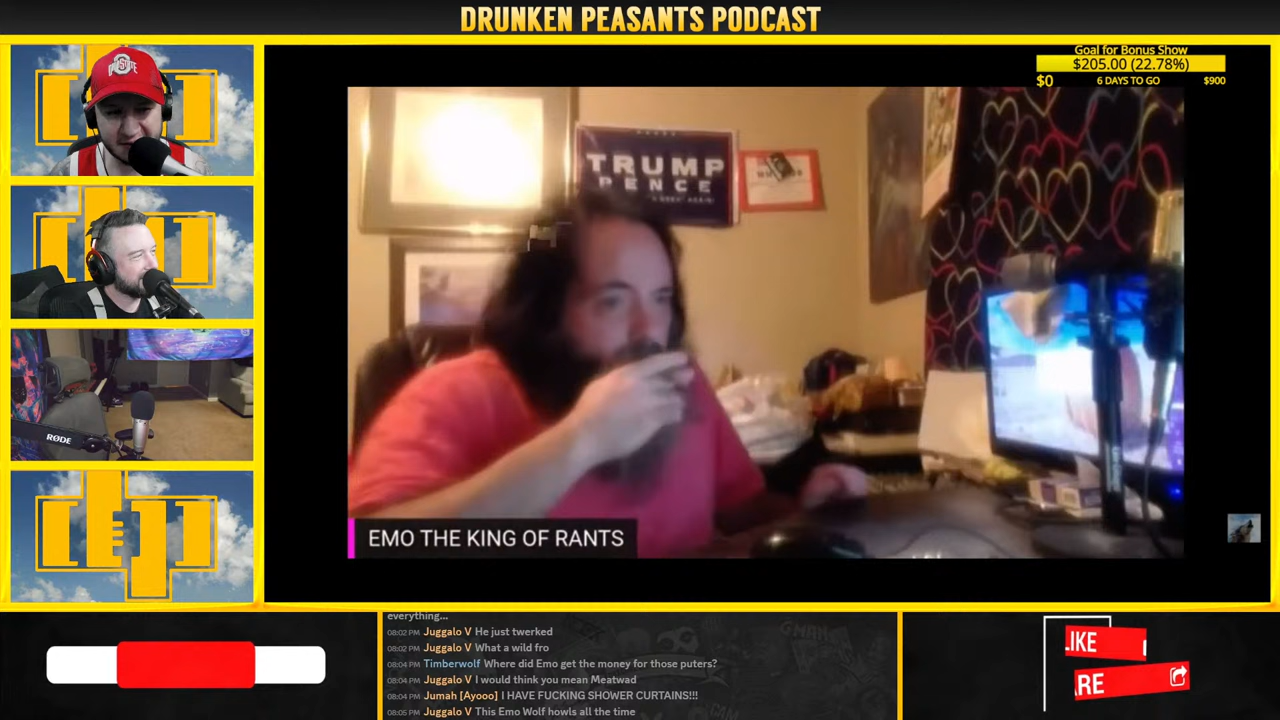 DRUNKEN PEASANTS PODCAST
Goal for Bonus Show
$205.00 (22.78%)
$0 6 DAYS TO GO $900
TRUMP
PENCE
RØDE
EMO THE KING OF RANTS
everything...
08:02 PM Juggalo V He just twerked
08:02 PM Juggalo V What a wild fro
08:04 PM Timberwolf Where did Emo get the money for those puters?
08:04 PM Juggalo V I would think you mean Meatwad
08:04 PM Jumah [Ayooo] I HAVE FUCKING SHOWER CURTAINS!!!
08:05 PM Juggalo V This Emo Wolf howls all the time
IKE
ARE